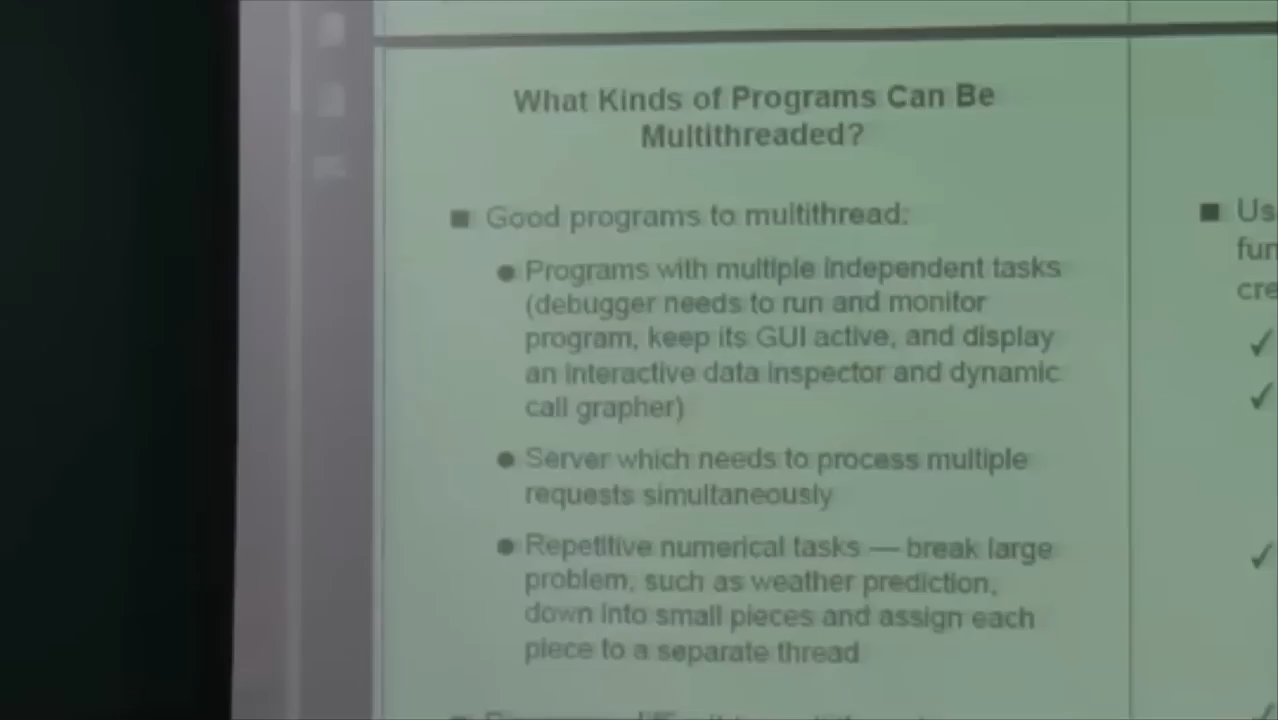 What Kinds of Programs Can Be
Multithreaded?
■ Good programs to multithread:
● Programs with multiple independent tasks
(debugger needs to run and monitor
program, keep its GUI active, and display
an interactive data inspector and dynamic
call grapher)
● Server which needs to process multiple
requests simultaneously
● Repetitive numerical tasks — break large
problem, such as weather prediction,
down into small pieces and assign each
piece to a separate thread
■ Us
fun
cre
✓
✓
✓